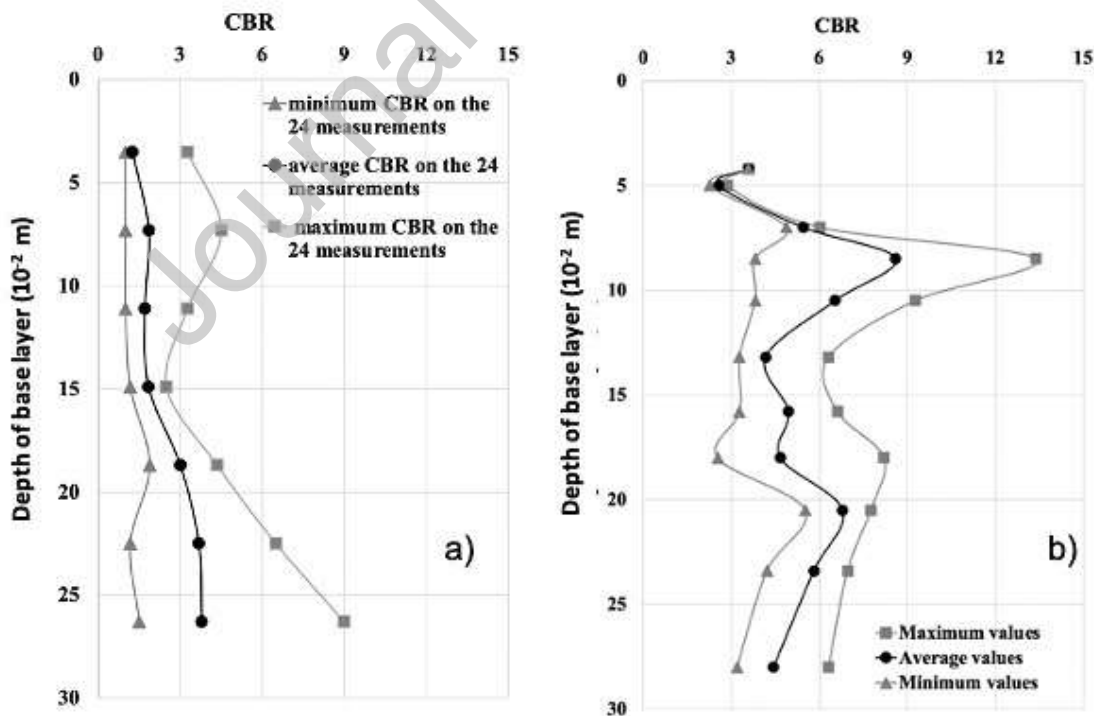 CBR
0 3 6 9 12 15
0
5
10
15
20
25
30
Depth of base layer (10-2 m)
minimum CBR on the
24 measurements
average CBR on the 24
measurements
maximum CBR on the
24 measurements
a)
Journal
CBR
0 3 6 9 12 15
0
5
10
15
20
25
30
Depth of base layer (10-2 m)
b)
Maximum values
Average values
Minimum values